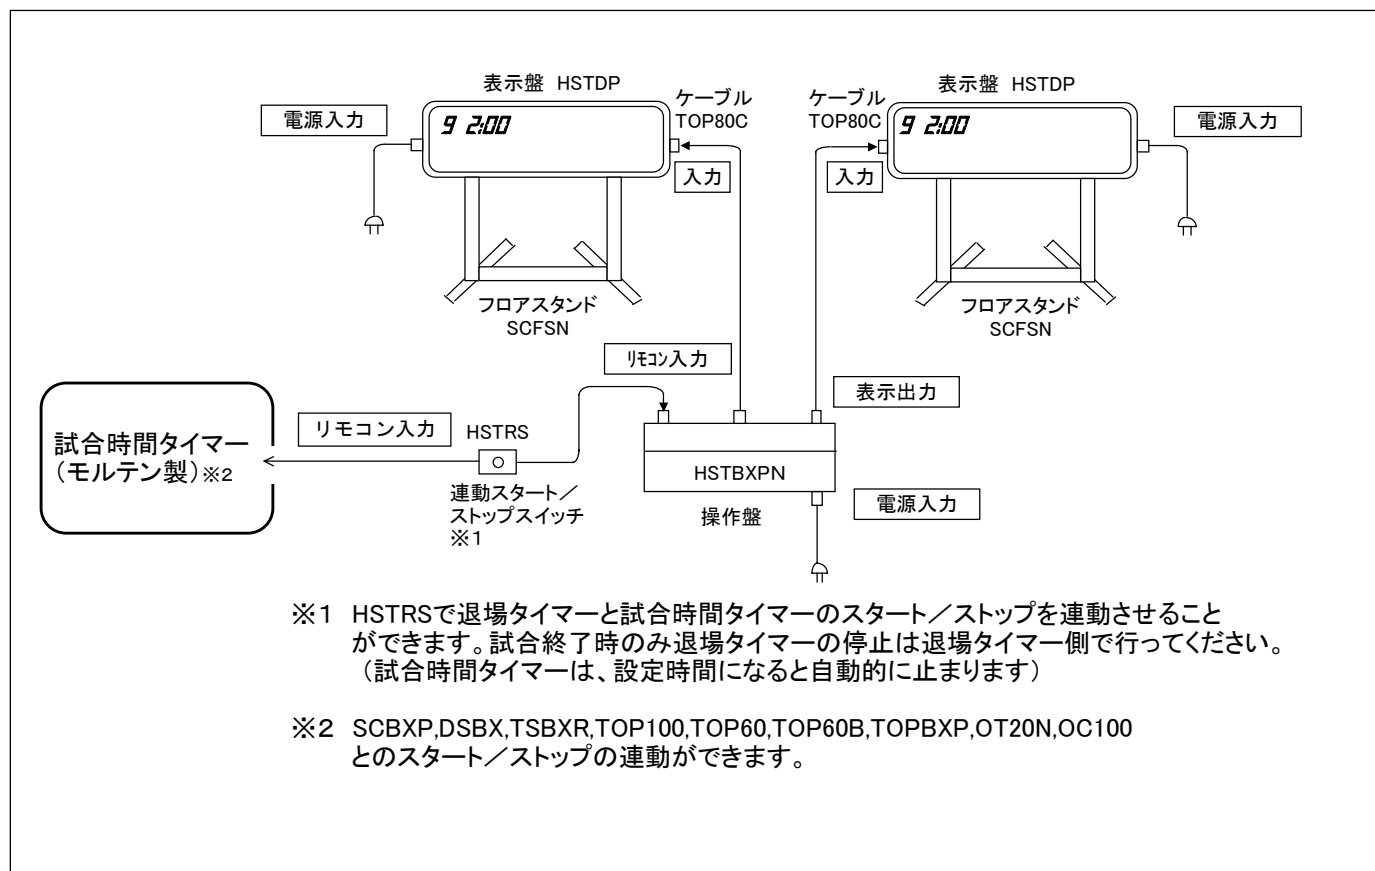 表示盤 HSTDP
表示盤 HSTDP
電源入力
ケーブル
TOP80C
ケーブル
TOP80C
電源入力
9 2:00
9 2:00
入力
入力
フロアスタンド
SCFSN
フロアスタンド
SCFSN
リモコン入力
表示出力
リモコン入力
HSTRS
試合時間タイマー
(モルテン製)※2
HSTBXPN
連動スタート／
ストップスイッチ
※1
操作盤
電源入力
※1 HSTRSで退場タイマーと試合時間タイマーのスタート／ストップを連動させること
ができます。試合終了時のみ退場タイマーの停止は退場タイマー側で行ってください。
（試合時間タイマーは、設定時間になると自動的に止まります）
※2 SCBXP,DSBX,TSBXR,TOP100,TOP60,TOP60B,TOPBXP,OT20N,OC100
とのスタート／ストップの連動ができます。